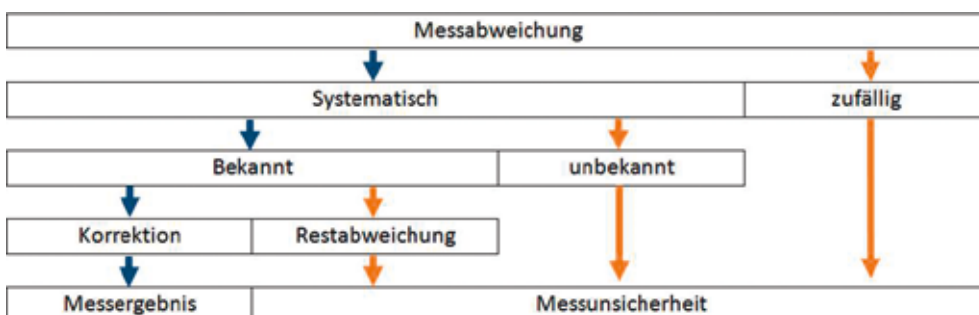 Messabweichung
Systematisch zufällig
Bekannt unbekannt
Korrektion Restabweichung
Messergebnis Messunsicherheit